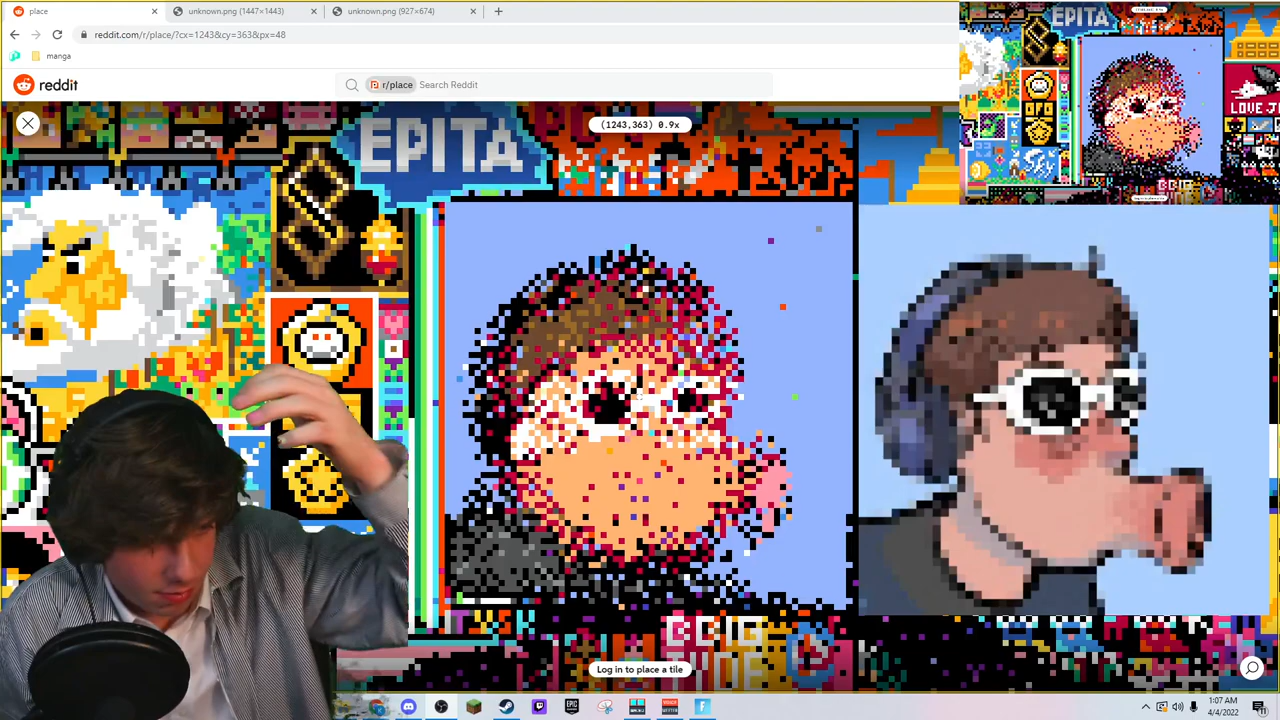 place
unknown.png (1447×1443)
unknown.png (927×674)
reddit.com/r/place/?cx=1243&cy=363&px=
manga
reddit
r/place
Search Reddit
(1243,363) 0.9x
EPITA
EPITA
OFO
LOVE
Log in to place a tile
EPIC
1:07 AM
4/4/2022